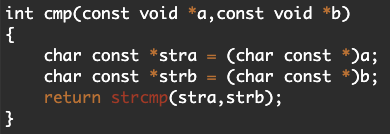 int cmp(const void *a,const void *b)
{
    char const *stra = (char const *)a;
    char const *strb = (char const *)b;
    return strcmp(stra,strb);
}